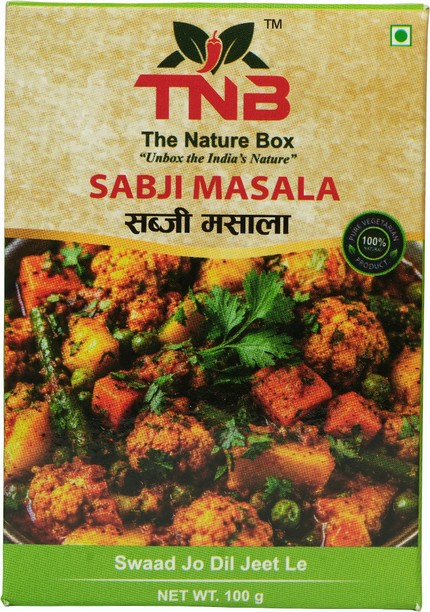 TM
TNB
The Nature Box
"Unbox the India's Nature"
SABJI MASALA
सब्जी मसाला
PURE VEGETARIAN
100%
NATURAL
PRODUCT
Swaad Jo Dil Jeet Le
NET WT. 100 g